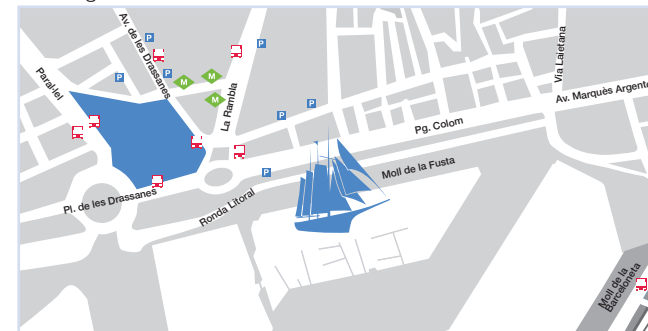 Av. de les Drassanes
Via Laietana
P
P
P
P
M
M
M
Paral·lel
La Rambla
Av. Marquès Argente
P
P
Pg. Colom
Moll de la Fusta
P
Pl. de les Drassanes
Ronda Litoral
Moll de la
Barceloneta